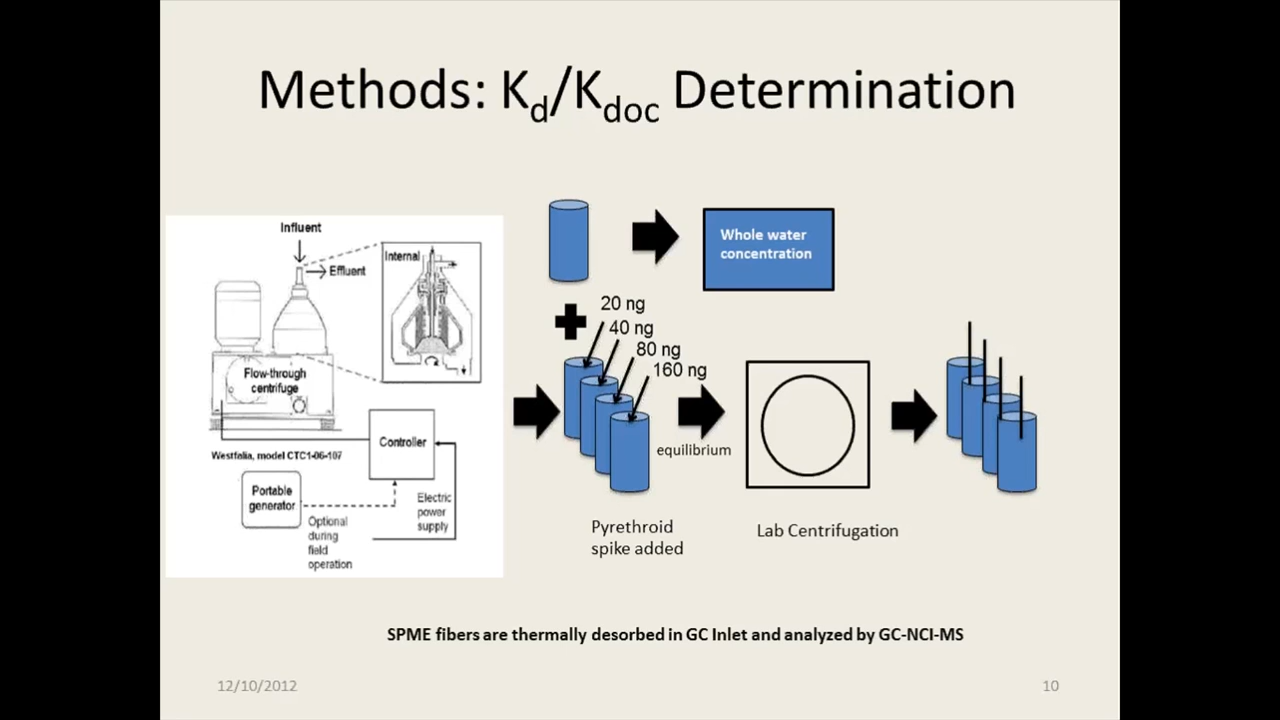 Methods: Kd/Kdoc Determination
Influent
Effluent
Internal
Flow-through
centrifuge
Westfalia, model CTC1-06-107
Controller
Portable
generator
Optional
during
field
operation
Electric
power
supply
Whole water
concentration
20 ng
40 ng
80 ng
160 ng
equilibrium
Pyrethroid
spike added
Lab Centrifugation
SPME fibers are thermally desorbed in GC Inlet and analyzed by GC-NCI-MS
12/10/2012
10